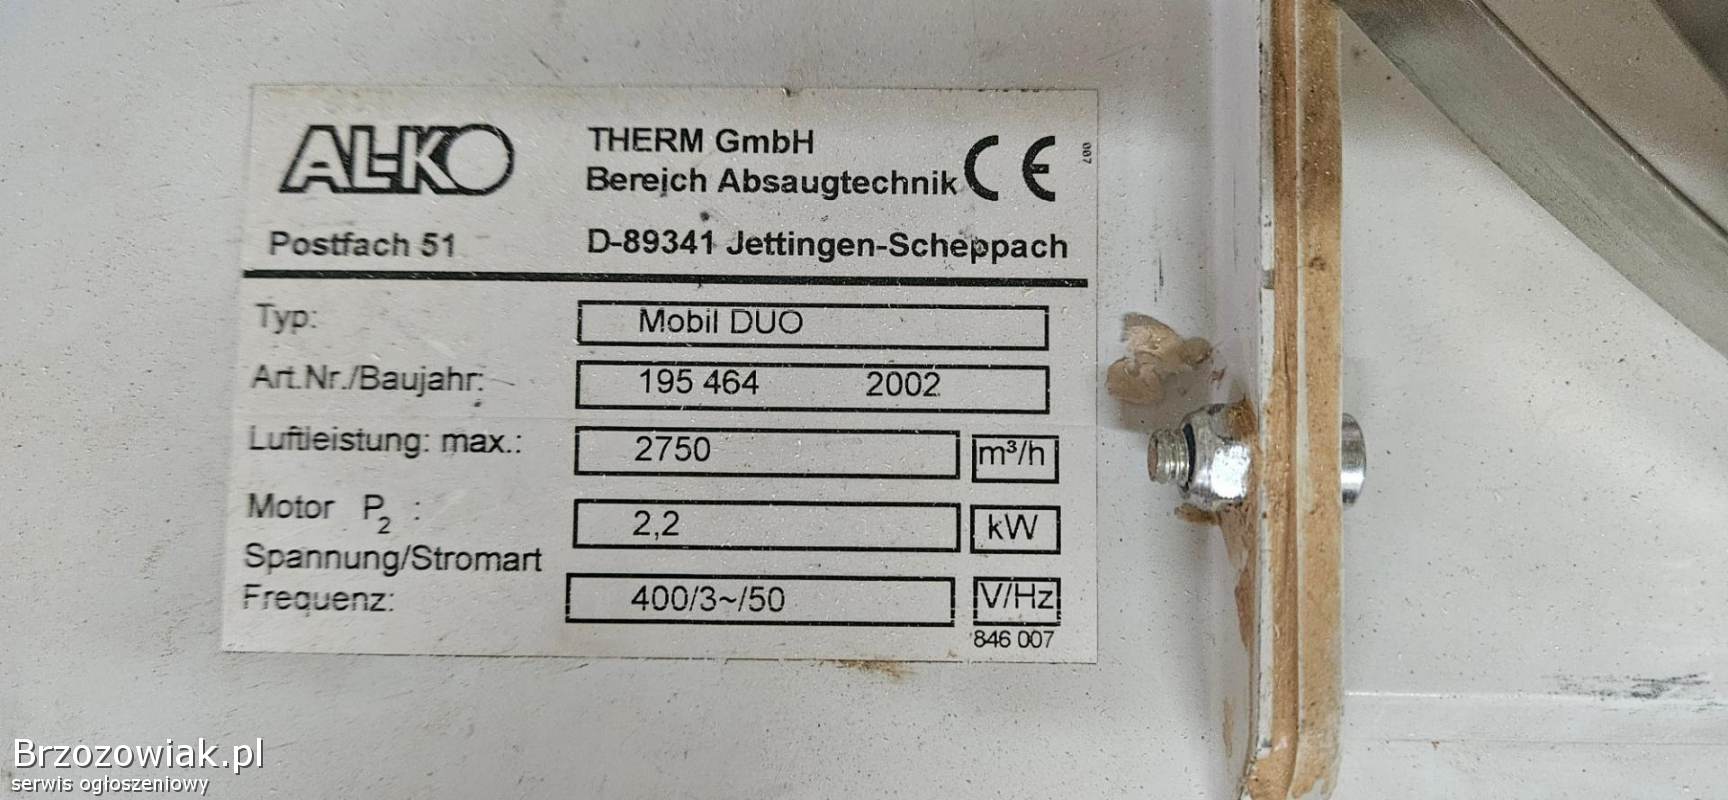 AL-KO THERM GmbH
Bereich Absaugtechnik CE 007
Postfach 51 D-89341 Jettingen-Scheppach
Typ: Mobil DUO
Art.Nr./Baujahr: 195 464 2002
Luftleistung: max.: 2750 m³/h
Motor P2 : 2,2 kW
Spannung/Stromart
Frequenz: 400/3~/50 V/Hz
846 007
Brzozowiak.pl
serwis ogłoszeniowy